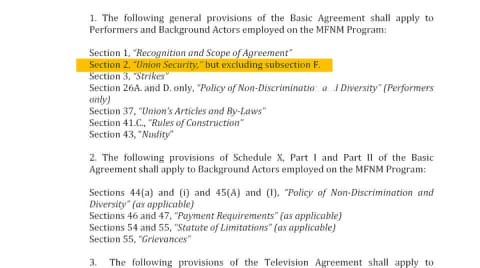 1. The following general provisions of the Basic Agreement shall apply to
Performers and Background Actors employed on the MFNM Program:
Section 1, "Recognition and Scope of Agreement"
Section 2, "Union Security," but excluding subsection F.
Section 3, "Strikes"
Section 26A. and D. only, "Policy of Non-Discrimination Diversity" (Performers
only)
Section 37, "Union's Articles and By-Laws"
Section 41.C., "Rules of Construction"
Section 43, "Nudity"
2. The following provisions of Schedule X, Part I and Part II of the Basic
Agreement shall apply to Background Actors employed on the MFNM Program:
Sections 44(a) and (i) and 45(A) and (I), "Policy of Non-Discrimination and
Diversity" (as applicable)
Sections 46 and 47, "Payment Requirements" (as applicable)
Sections 54 and 55, "Statute of Limitations" (as applicable)
Section 55, "Grievances"
3. The following provisions of the Television Agreement shall apply to